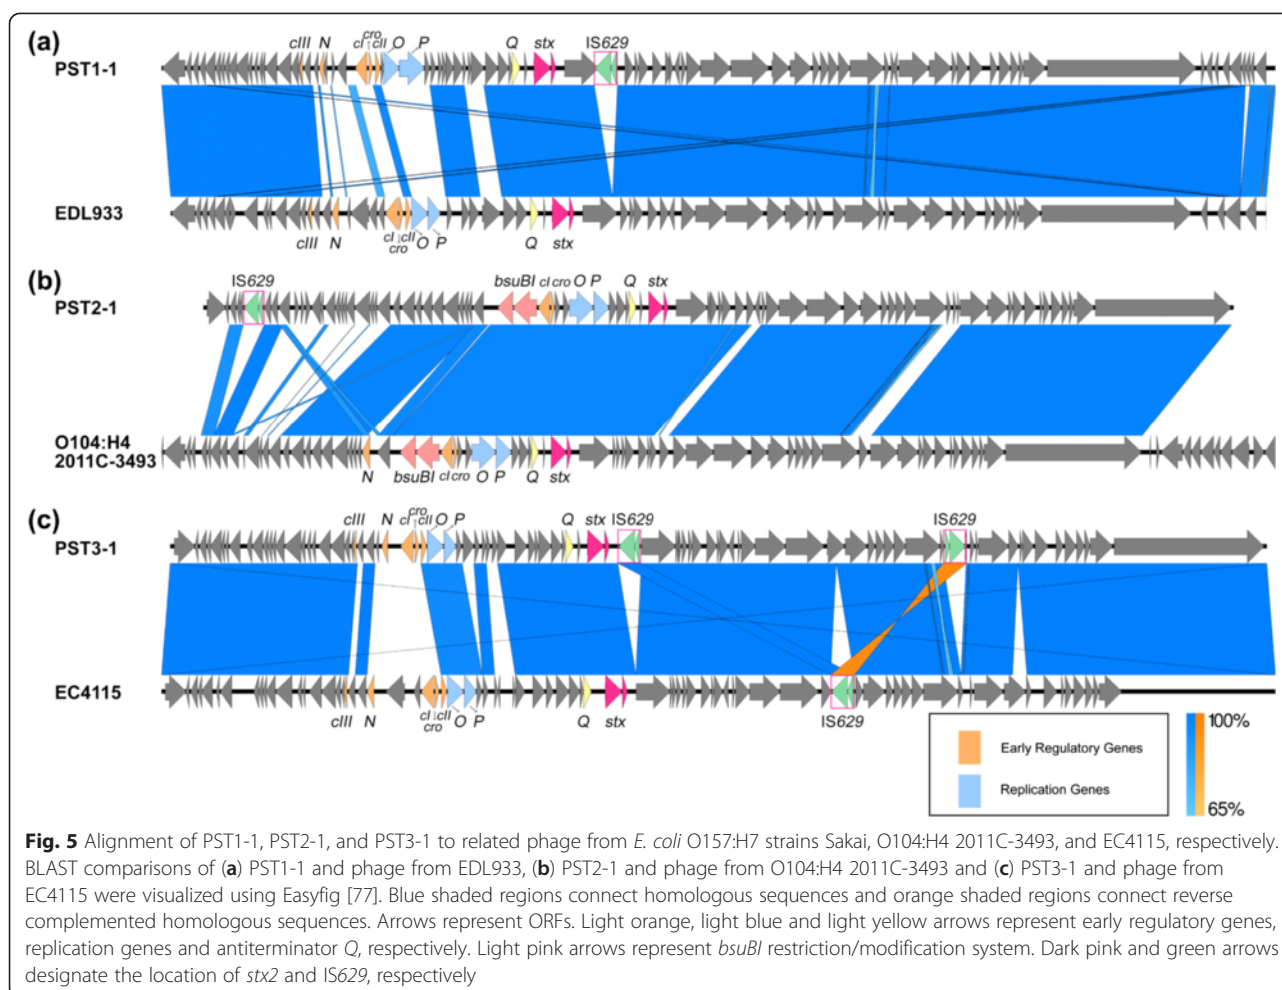 (a)
cIII N cI cro cII O P Q stx IS629
PST1-1
EDL933
cIII N cI cro cII O P Q stx
(b)
IS629 bsuBI cI cro O P Q stx
PST2-1
O104:H4
2011C-3493
N bsuBI cI cro O P Q stx
(c)
cIII N cI cro cII O P Q stx IS629 IS629
PST3-1
EC4115
cIII N cI cro cII O P Q stx IS629
Early Regulatory Genes
Replication Genes
100%
65%
Fig. 5 Alignment of PST1-1, PST2-1, and PST3-1 to related phage from E. coli O157:H7 strains Sakai, O104:H4 2011C-3493, and EC4115, respectively.
BLAST comparisons of (a) PST1-1 and phage from EDL933, (b) PST2-1 and phage from O104:H4 2011C-3493 and (c) PST3-1 and phage from
EC4115 were visualized using Easyfig [77]. Blue shaded regions connect homologous sequences and orange shaded regions connect reverse
complemented homologous sequences. Arrows represent ORFs. Light orange, light blue and light yellow arrows represent early regulatory genes,
replication genes and antiterminator Q, respectively. Light pink arrows represent bsuBI restriction/modification system. Dark pink and green arrows
designate the location of stx2 and IS629, respectively